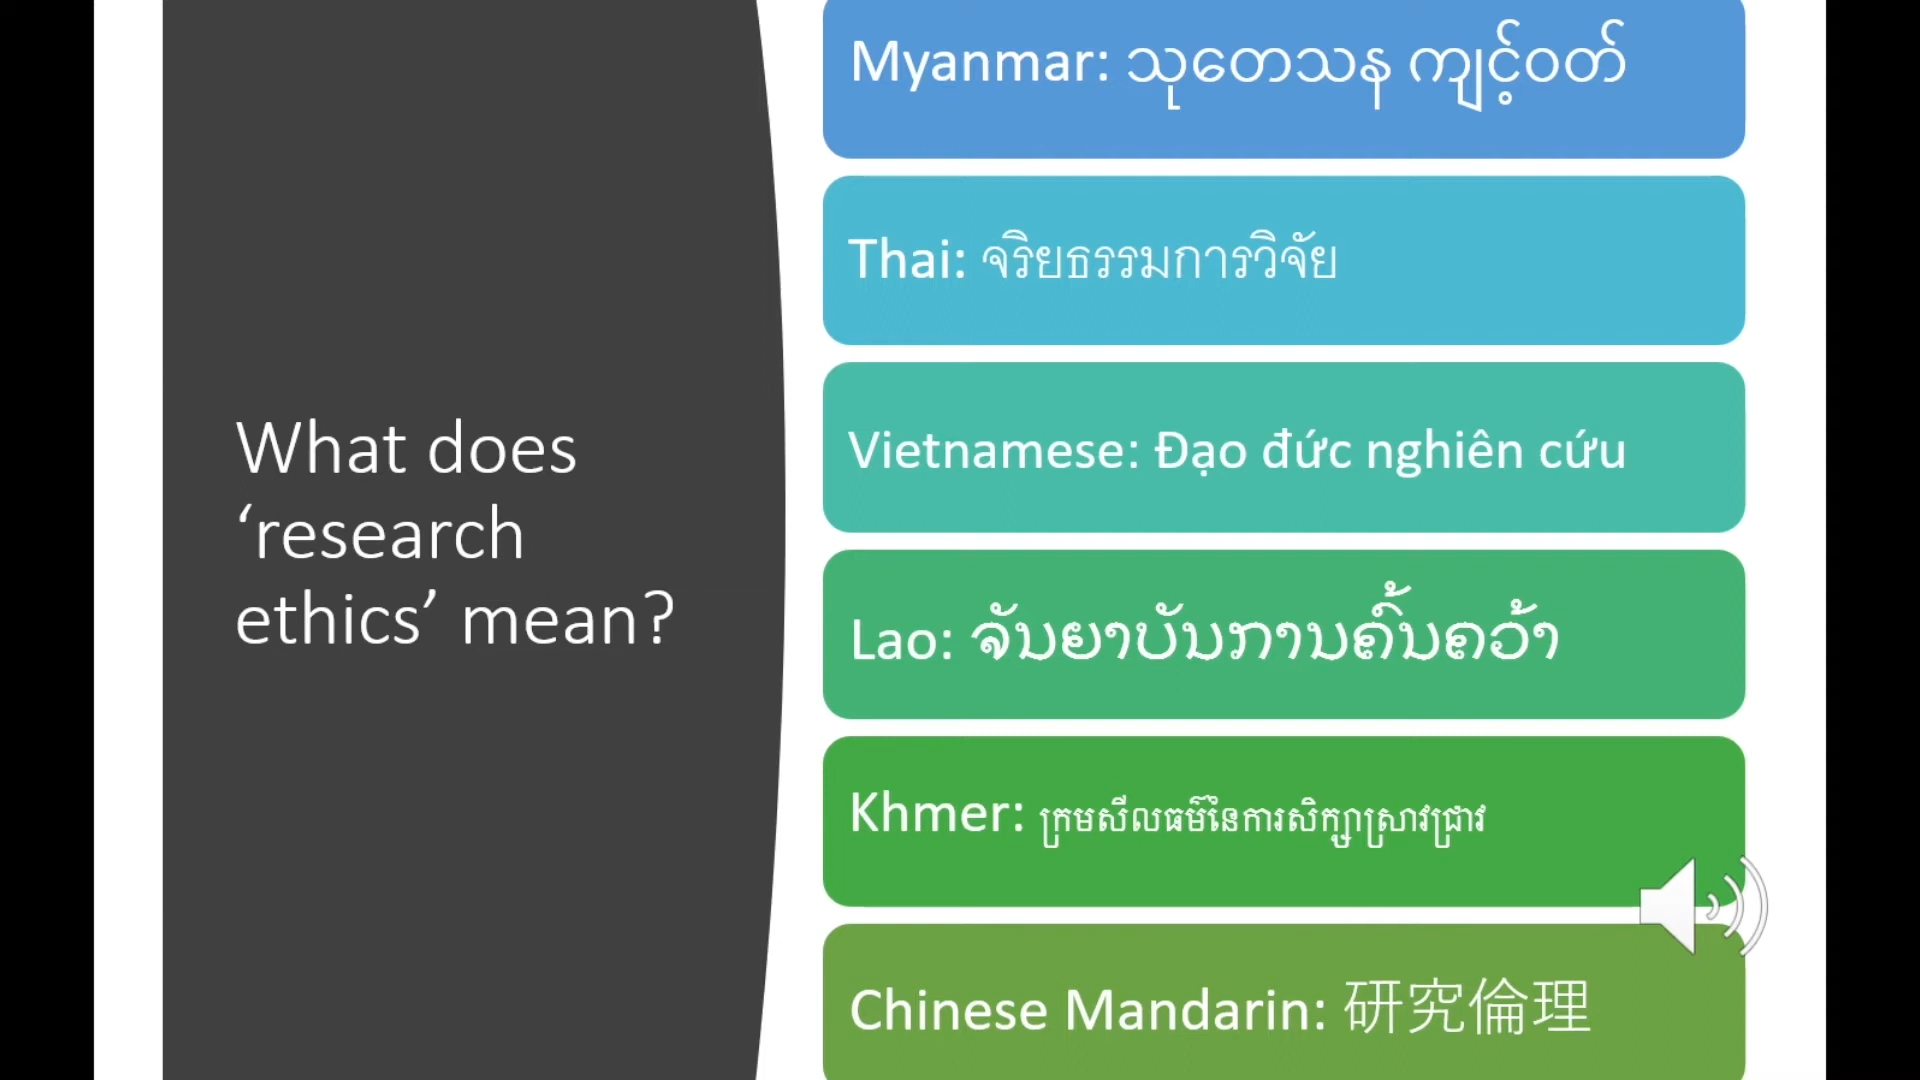 What does
‘research
ethics’ mean?
Myanmar: သုတေသန ကျင့်ဝတ်
Thai: จริยธรรมการวิจัย
Vietnamese: Đạo đức nghiên cứu
Lao: ຈັນຍາບັນການຄົ້ນຄວ້າ
Khmer: ក្រមសីលធម៌នៃការសិក្សាស្រាវជ្រាវ
Chinese Mandarin: 研究倫理